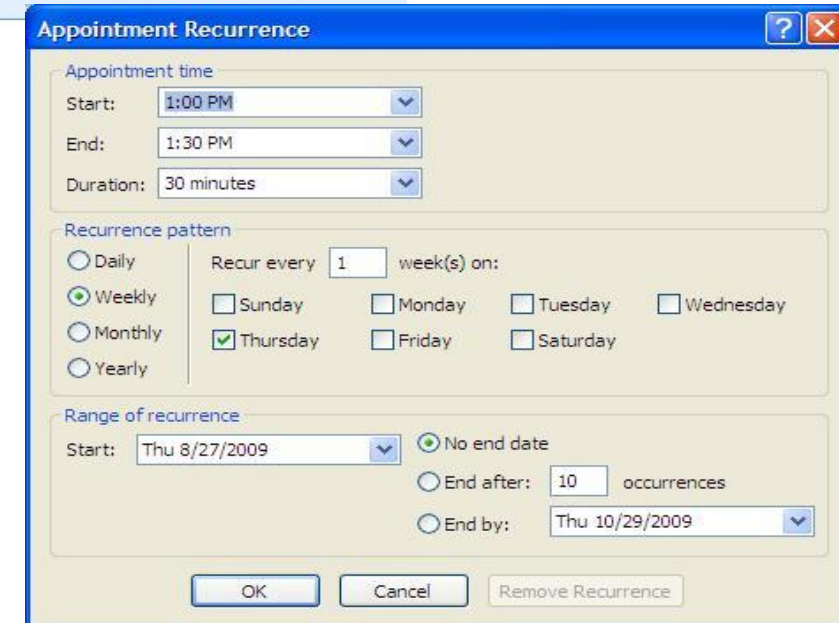 Appointment Recurrence
Appointment time
Start: 1:00 PM
End: 1:30 PM
Duration: 30 minutes
Recurrence pattern
Daily Recur every 1 week(s) on:
Weekly Sunday Monday Tuesday Wednesday
Monthly Thursday Friday Saturday
Yearly
Range of recurrence
Start: Thu 8/27/2009 No end date
End after: 10 occurrences
End by: Thu 10/29/2009
OK Cancel Remove Recurrence